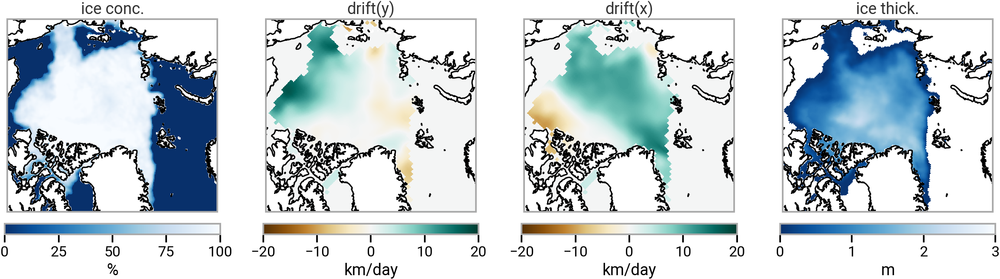 ice conc.
drift(y)
drift(x)
ice thick.
0 25 50 75 100
%
−20 −10 0 10 20
km/day
−20 −10 0 10 20
km/day
0 1 2 3
m